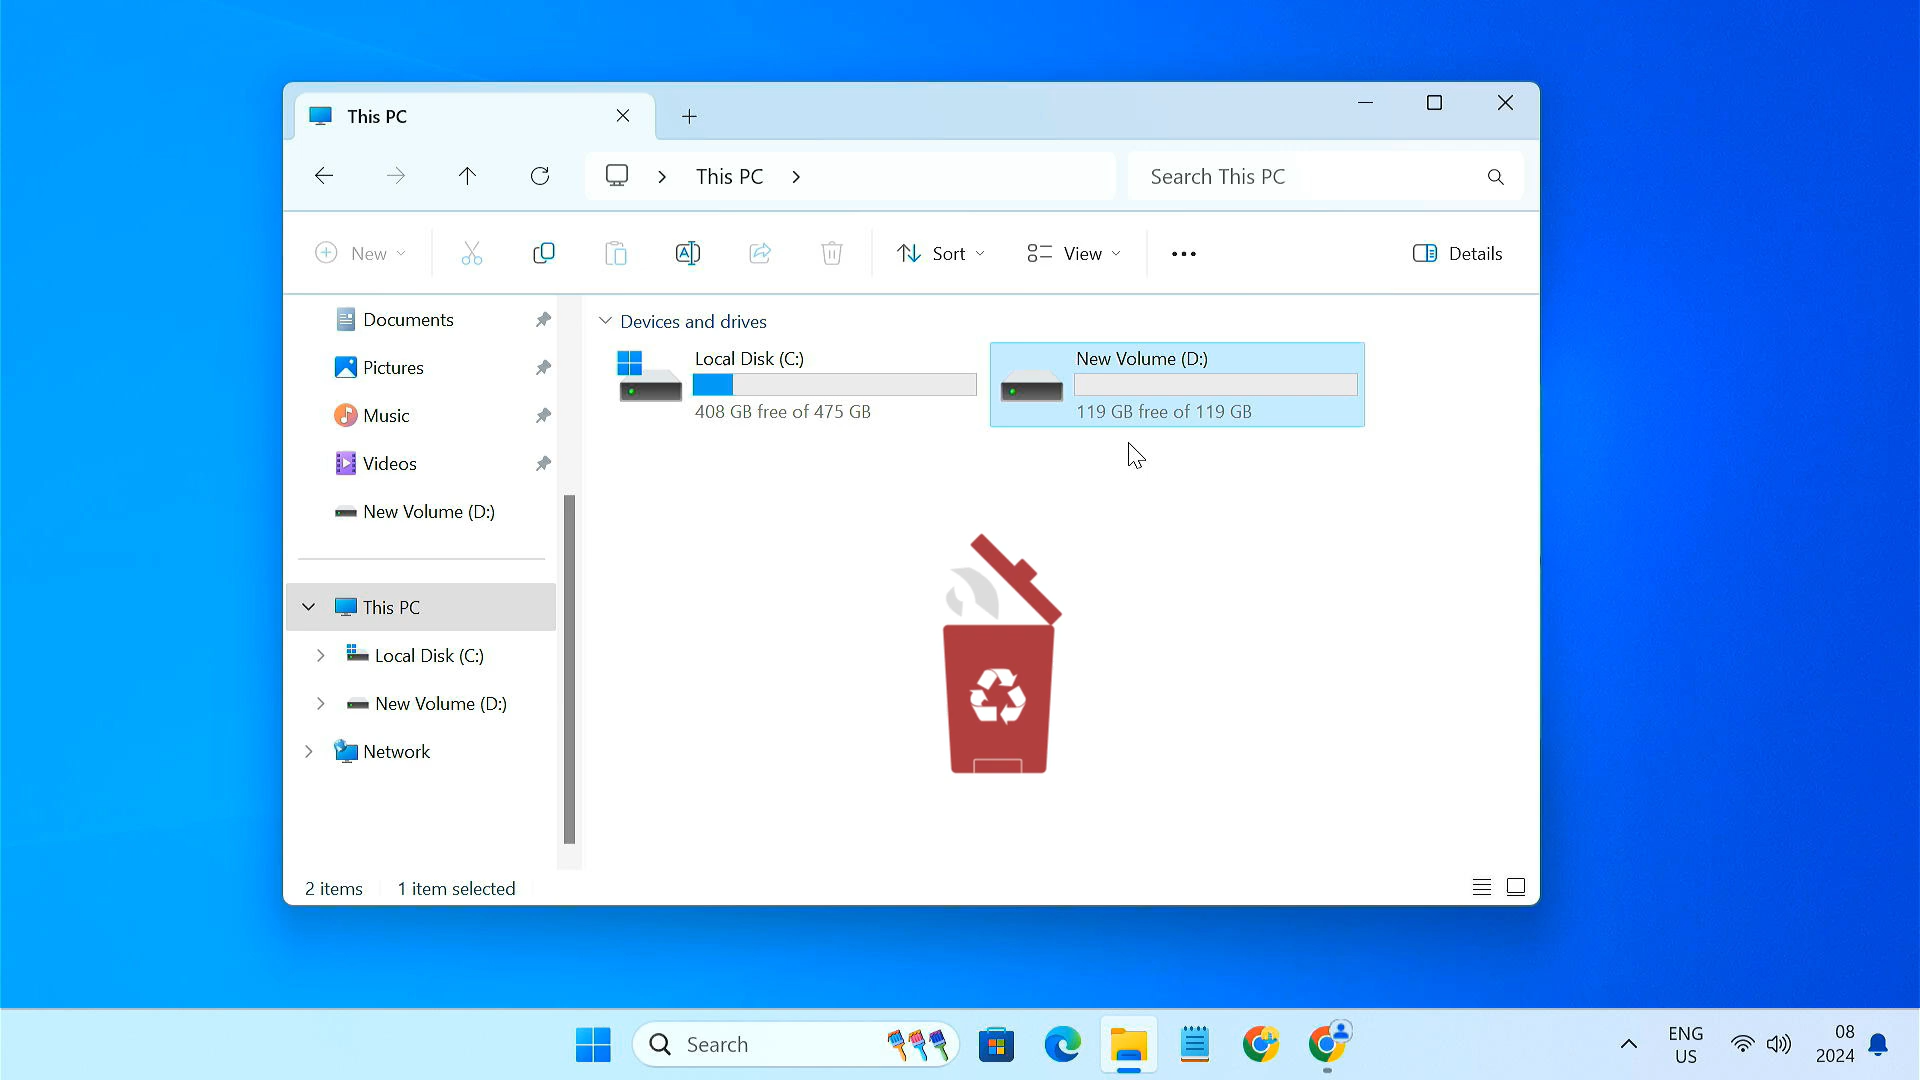 This PC
This PC
Search This PC
New
Sort
View
Details
Documents
Pictures
Music
Videos
New Volume (D:)
This PC
Local Disk (C:)
New Volume (D:)
Network
Devices and drives
Local Disk (C:)
408 GB free of 475 GB
New Volume (D:)
119 GB free of 119 GB
2 items
1 item selected
Search
ENG
US
08
2024